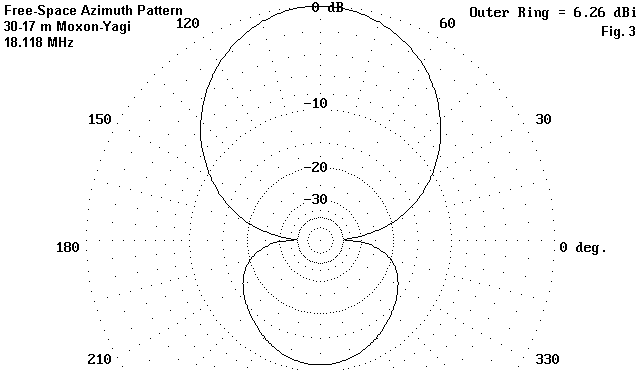 Free-Space Azimuth Pattern
30-17 m Moxon-Yagi
18.118 MHz
0 dB
Outer Ring = 6.26 dBi
Fig. 3
120
60
-10
150
30
-20
-30
180
0 deg.
210
330